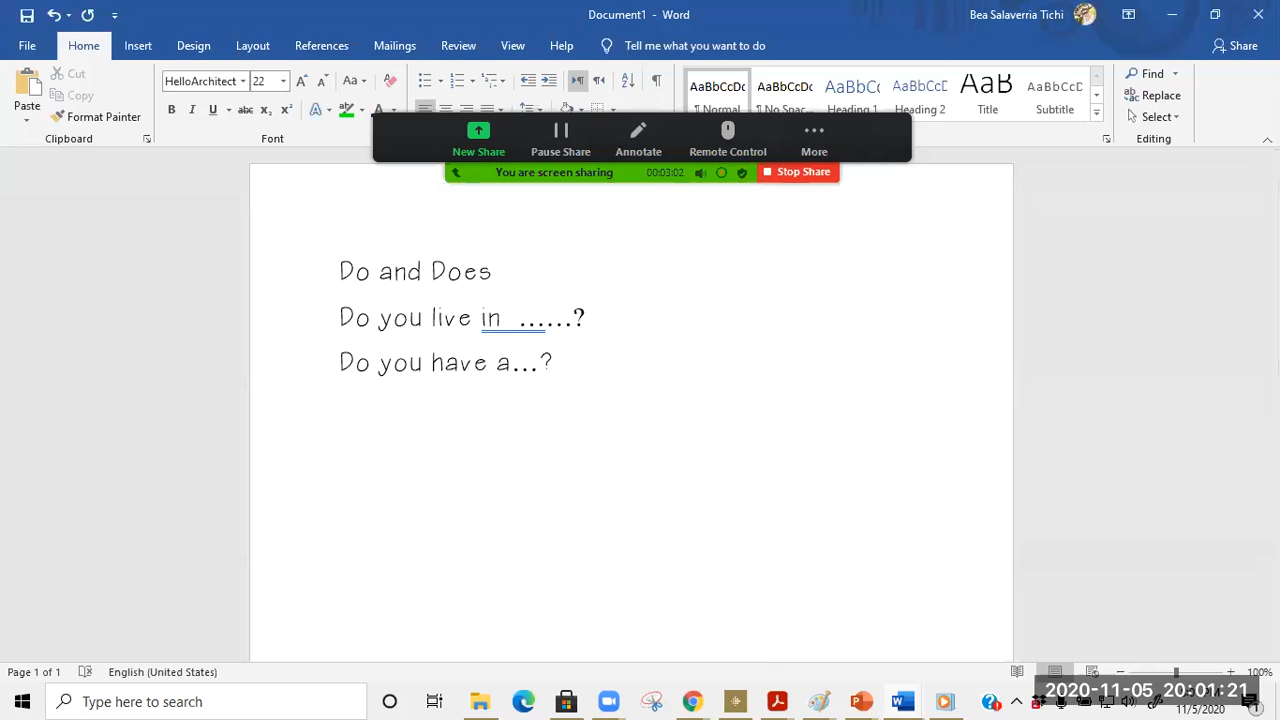 Document1 - Word
Bea Salaverria Tichi
File Home Insert Design Layout References Mailings Review View Help Tell me what you want to do Share
Paste
Cut
Copy
Format Painter
Clipboard
HelloArchitect 22
Font
AaBbCcDc AaBbCcDc AaBbCc AaBbCcD AaB AaBbCcD
¶ Normal ¶ No Spac... Heading 1 Heading 2 Title Subtitle
Find
Replace
Select
Editing
New Share Pause Share Annotate Remote Control More
You are screen sharing 00:03:02 Stop Share
Do and Does
Do you live in ......?
Do you have a...?
Page 1 of 1 English (United States) 100%
Type here to search
2020-11-05 20:01:21
11/5/2020